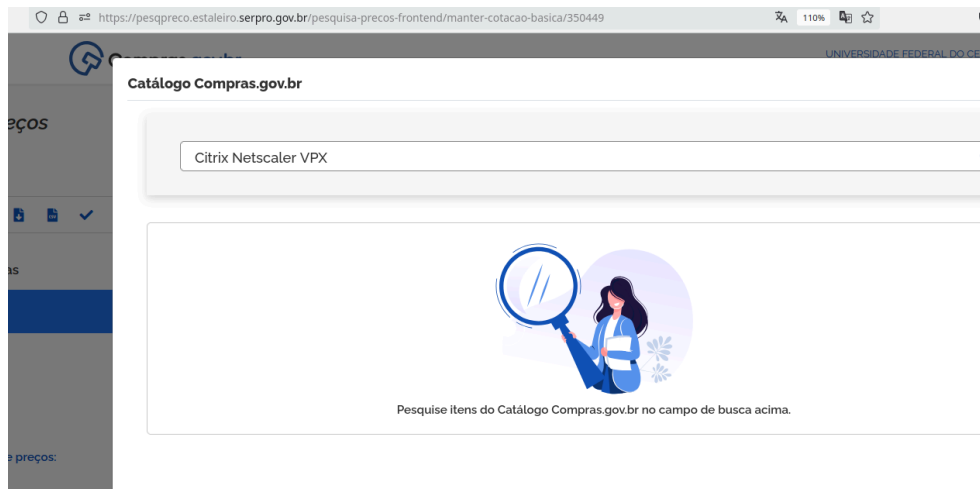 https://pesqpreco.estaleiro.serpro.gov.br/pesquisa-precos-frontend/manter-cotacao-basica/350449
110%
UNIVERSIDADE FEDERAL DO CE
Catálogo Compras.gov.br
eços
Citrix Netscaler VPX
as
Pesquise itens do Catálogo Compras.gov.br no campo de busca acima.
e preços: